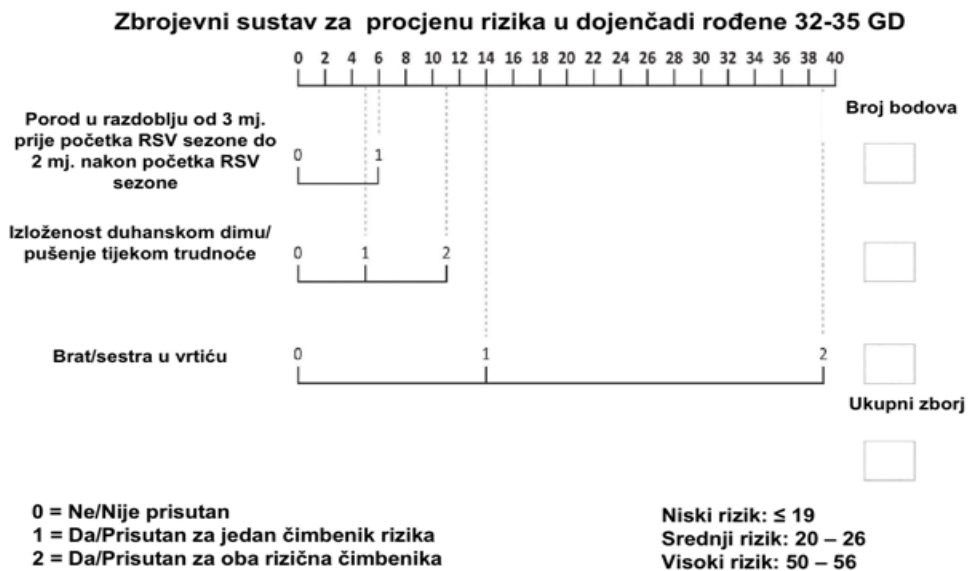 Zbrojevni sustav za  procjenu rizika u dojenčadi rođene 32-35 GD
0 2 4 6 8 10 11 12 14 16 18 20 22 24 26 28 30 32 34 36 38 40
Broj bodova
Porod u razdoblju od 3 mj.
prije početka RSV sezone do
2 mj. nakon početka RSV
sezone
0 1
Izloženost duhanskom dimu/
pušenje tijekom trudnoće
0 1 2
Brat/sestra u vrtiću
0 1 2
Ukupni zborj
0 = Ne/Nije prisutan
1 = Da/Prisutan za jedan čimbenik rizika
2 = Da/Prisutan za oba rizična čimbenika
Niski rizik: ≤ 19
Srednji rizik: 20 – 26
Visoki rizik: 50 – 56